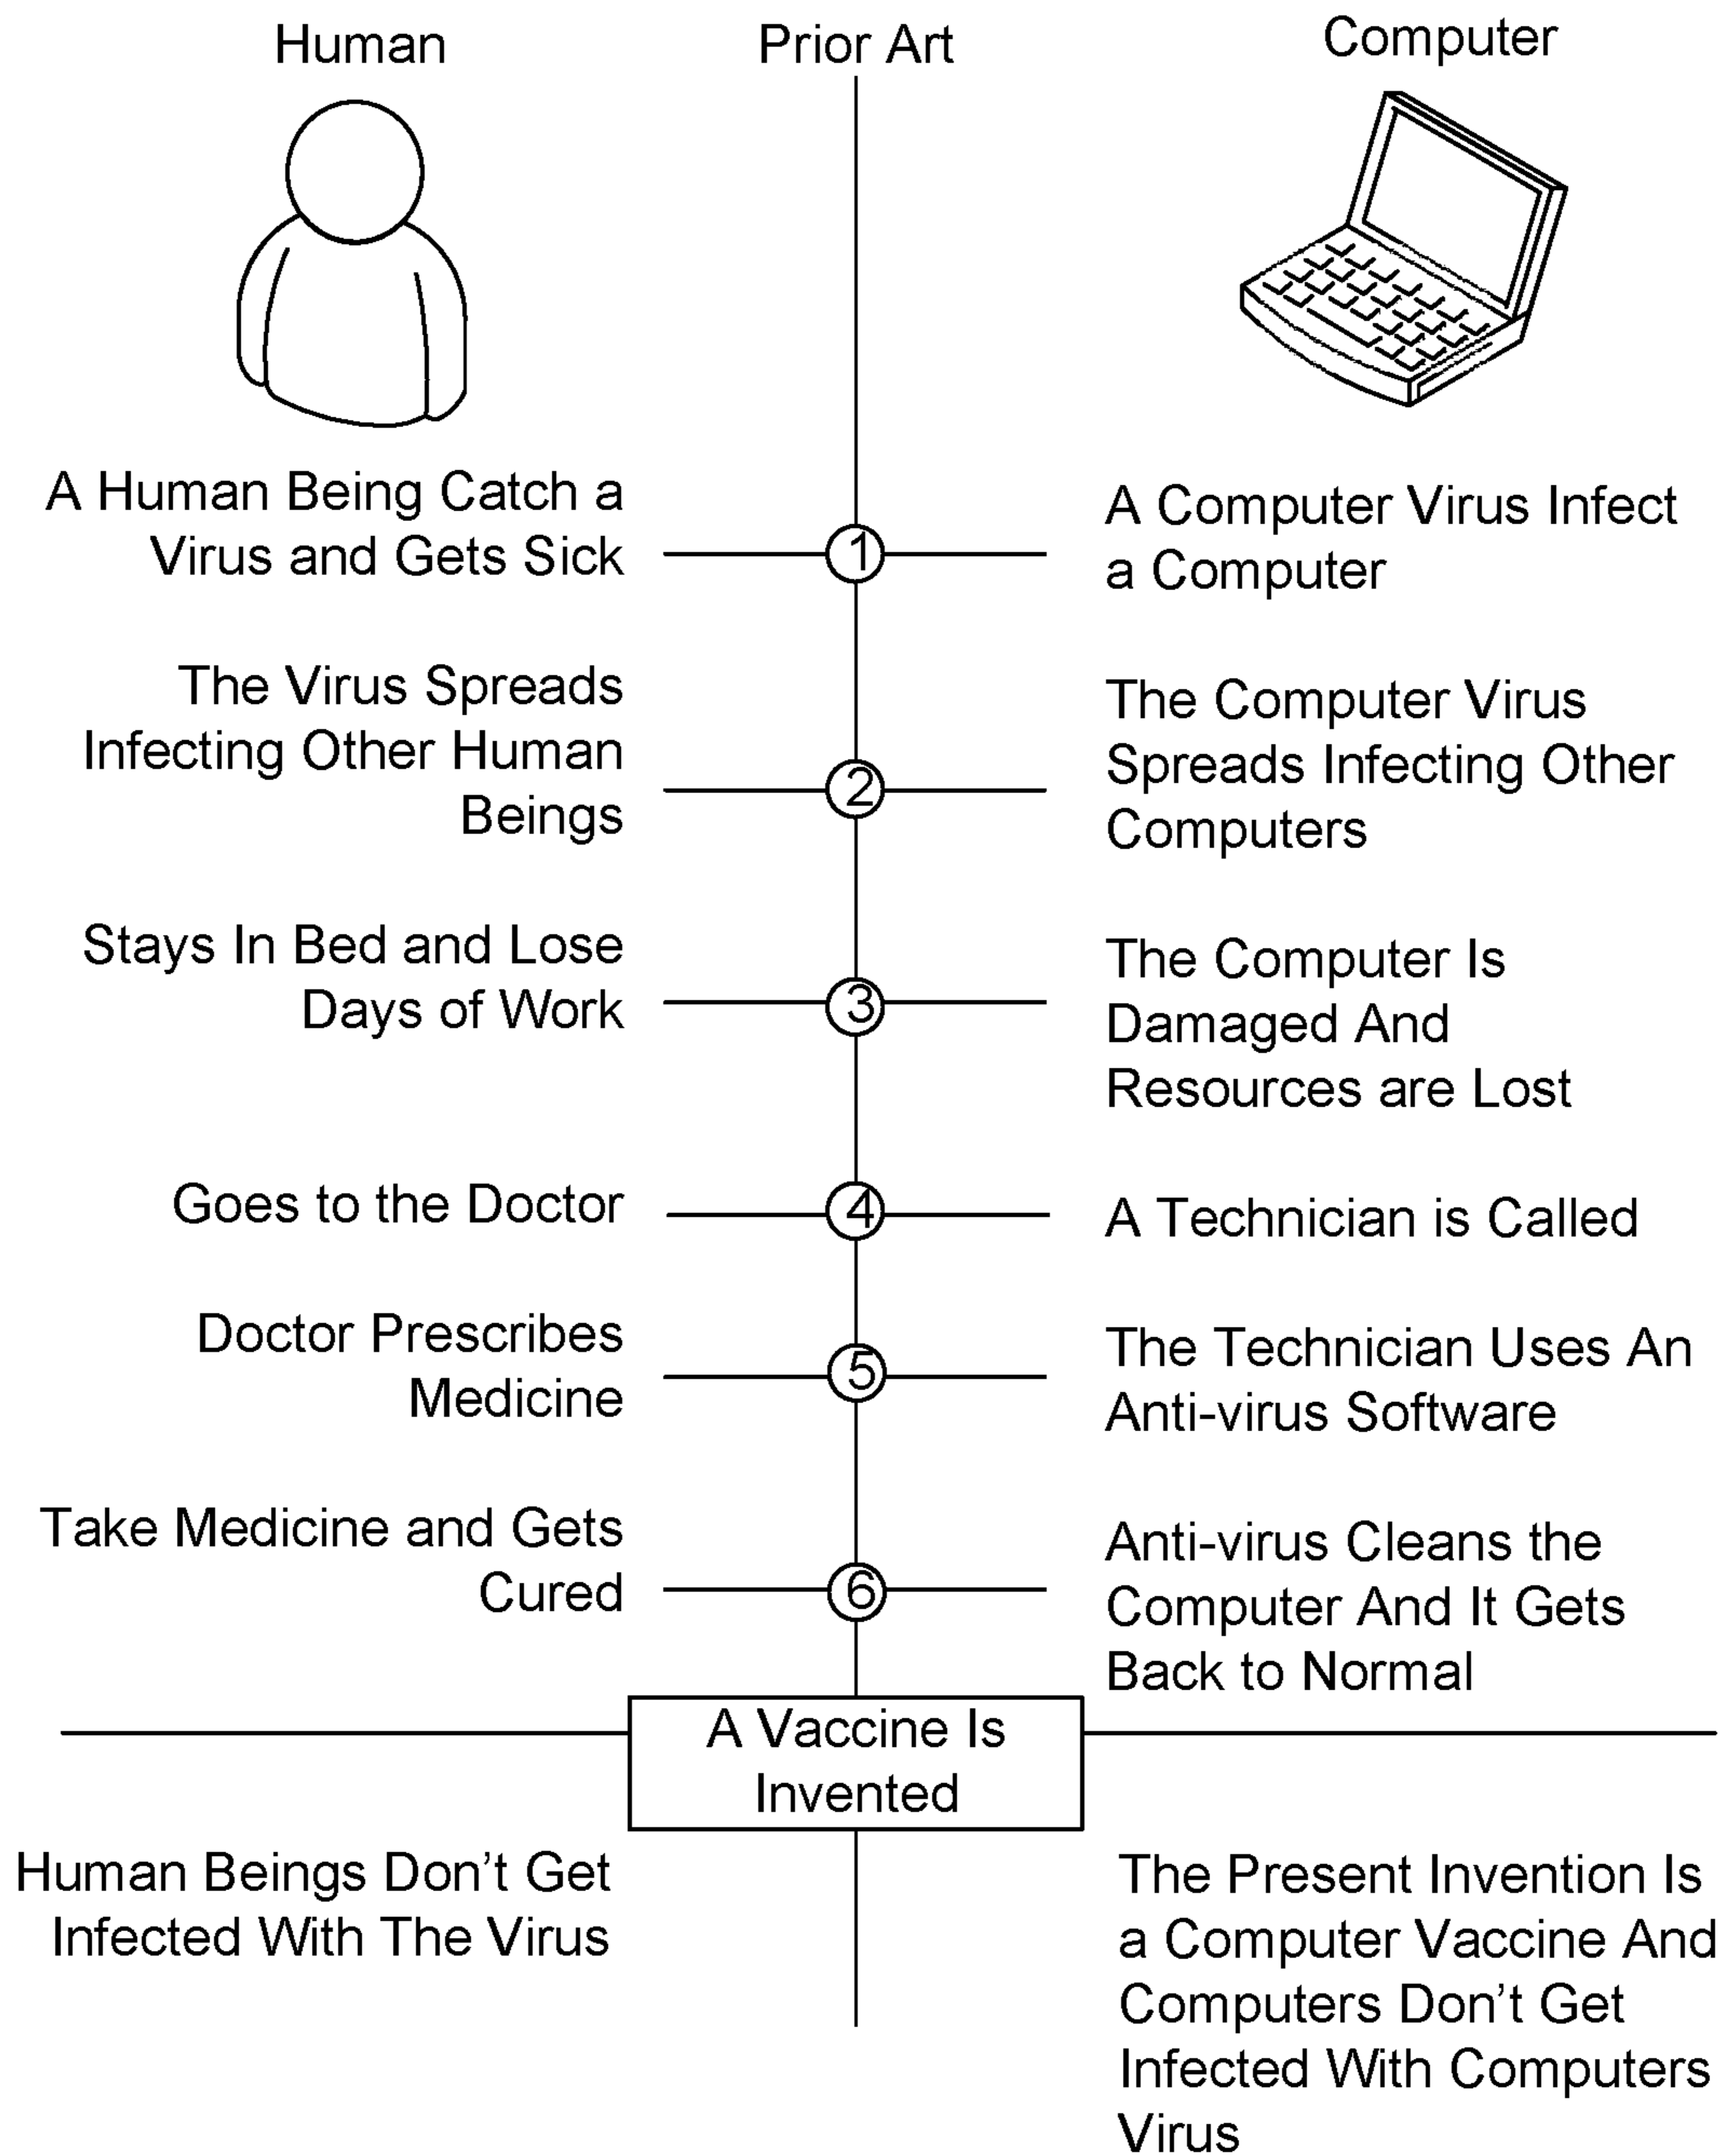 Human
Prior Art
Computer
A Human Being Catch a
Virus and Gets Sick
1
A Computer Virus Infect
a Computer
The Virus Spreads
Infecting Other Human
Beings
2
The Computer Virus
Spreads Infecting Other
Computers
Stays In Bed and Lose
Days of Work
3
The Computer Is
Damaged And
Resources are Lost
Goes to the Doctor
4
A Technician is Called
Doctor Prescribes
Medicine
5
The Technician Uses An
Anti-virus Software
Take Medicine and Gets
Cured
6
Anti-virus Cleans the
Computer And It Gets
Back to Normal
A Vaccine Is
Invented
Human Beings Don't Get
Infected With The Virus
The Present Invention Is
a Computer Vaccine And
Computers Don't Get
Infected With Computers
Virus